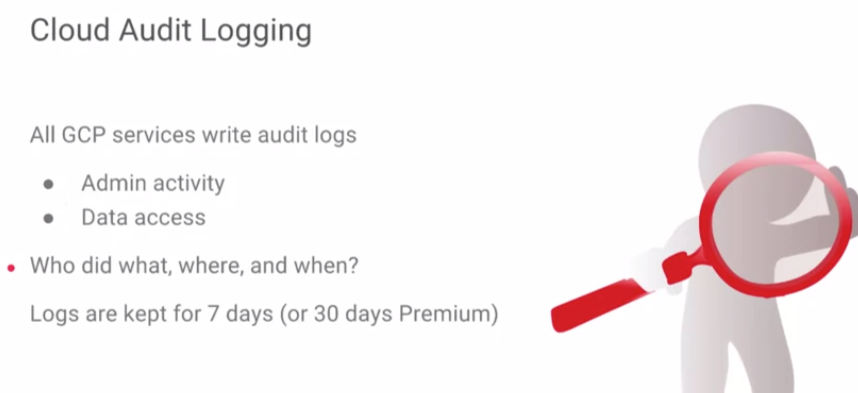 Cloud Audit Logging
All GCP services write audit logs
• Admin activity
• Data access
• Who did what, where, and when?
Logs are kept for 7 days (or 30 days Premium)